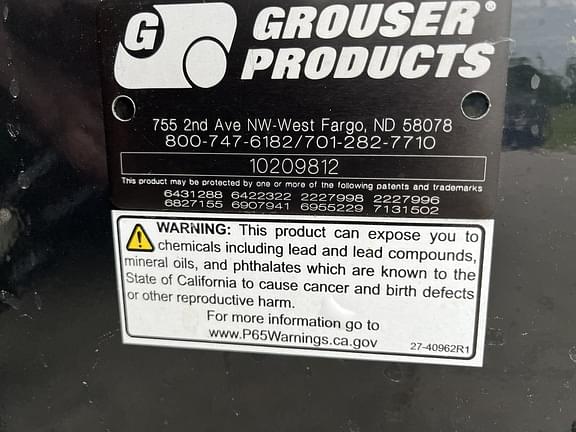 G
GROUSER®
PRODUCTS
755 2nd Ave NW-West Fargo, ND 58078
800-747-6182/701-282-7710
10209812
This product may be protected by one or more of the following patents and trademarks
6431288 6422322 2227998 2227996
6827155 6907941 6955229 7131502
WARNING: This product can expose you to
chemicals including lead and lead compounds,
mineral oils, and phthalates which are known to the
State of California to cause cancer and birth defects
or other reproductive harm.
For more information go to
www.P65Warnings.ca.gov
27-40962R1